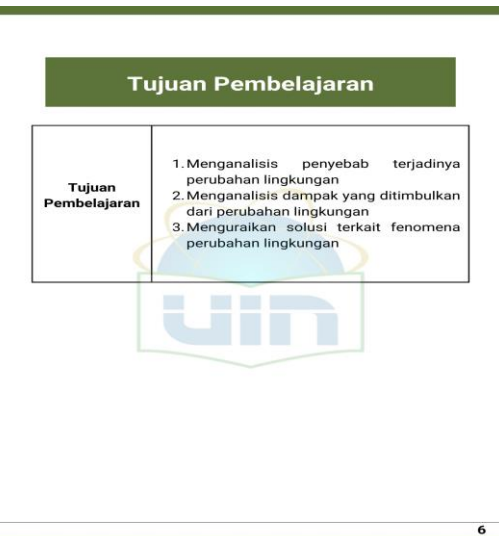 Tujuan Pembelajaran
Tujuan
Pembelajaran
1. Menganalisis penyebab terjadinya
perubahan lingkungan
2. Menganalisis dampak yang ditimbulkan
dari perubahan lingkungan
3. Menguraikan solusi terkait fenomena
perubahan lingkungan
uin
6